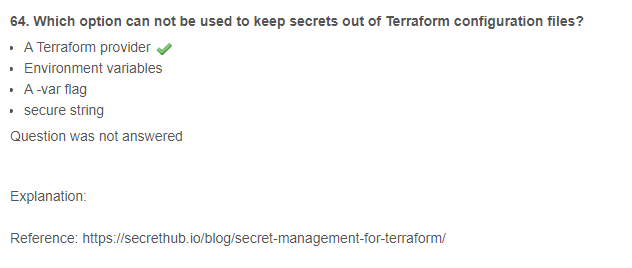 64. Which option can not be used to keep secrets out of Terraform configuration files?
• A Terraform provider
• Environment variables
• A -var flag
• secure string
Question was not answered
Explanation:
Reference: https://secrethub.io/blog/secret-management-for-terraform/